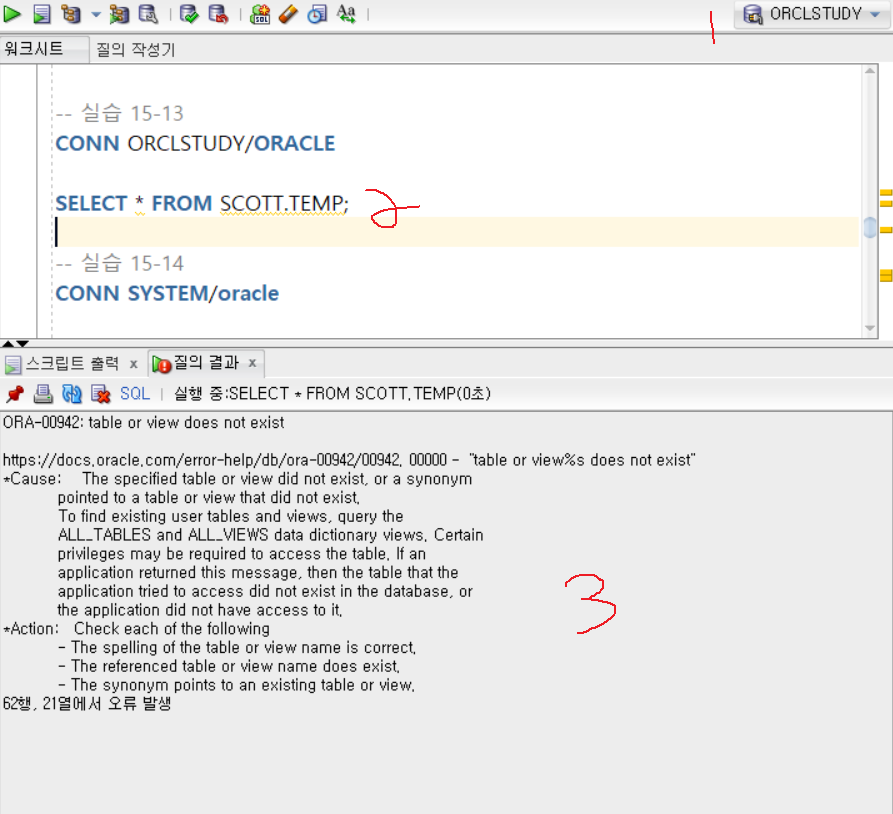 1
ORCLSTUDY
워크시트
질의 작성기
-- 실습 15-13
CONN ORCLSTUDY/ORACLE
SELECT * FROM SCOTT.TEMP;
2
-- 실습 15-14
CONN SYSTEM/oracle
스크립트 출력 x
질의 결과 x
SQL | 실행 중:SELECT * FROM SCOTT.TEMP(0초)
ORA-00942: table or view does not exist
https://docs.oracle.com/error-help/db/ora-00942/00942. 00000 - "table or view%s does not exist"
*Cause: The specified table or view did not exist, or a synonym
pointed to a table or view that did not exist.
To find existing user tables and views, query the
ALL_TABLES and ALL_VIEWS data dictionary views. Certain
privileges may be required to access the table. If an
application returned this message, then the table that the
application tried to access did not exist in the database, or
the application did not have access to it.
3
*Action: Check each of the following
- The spelling of the table or view name is correct.
- The referenced table or view name does exist.
- The synonym points to an existing table or view.
62행, 21열에서 오류 발생